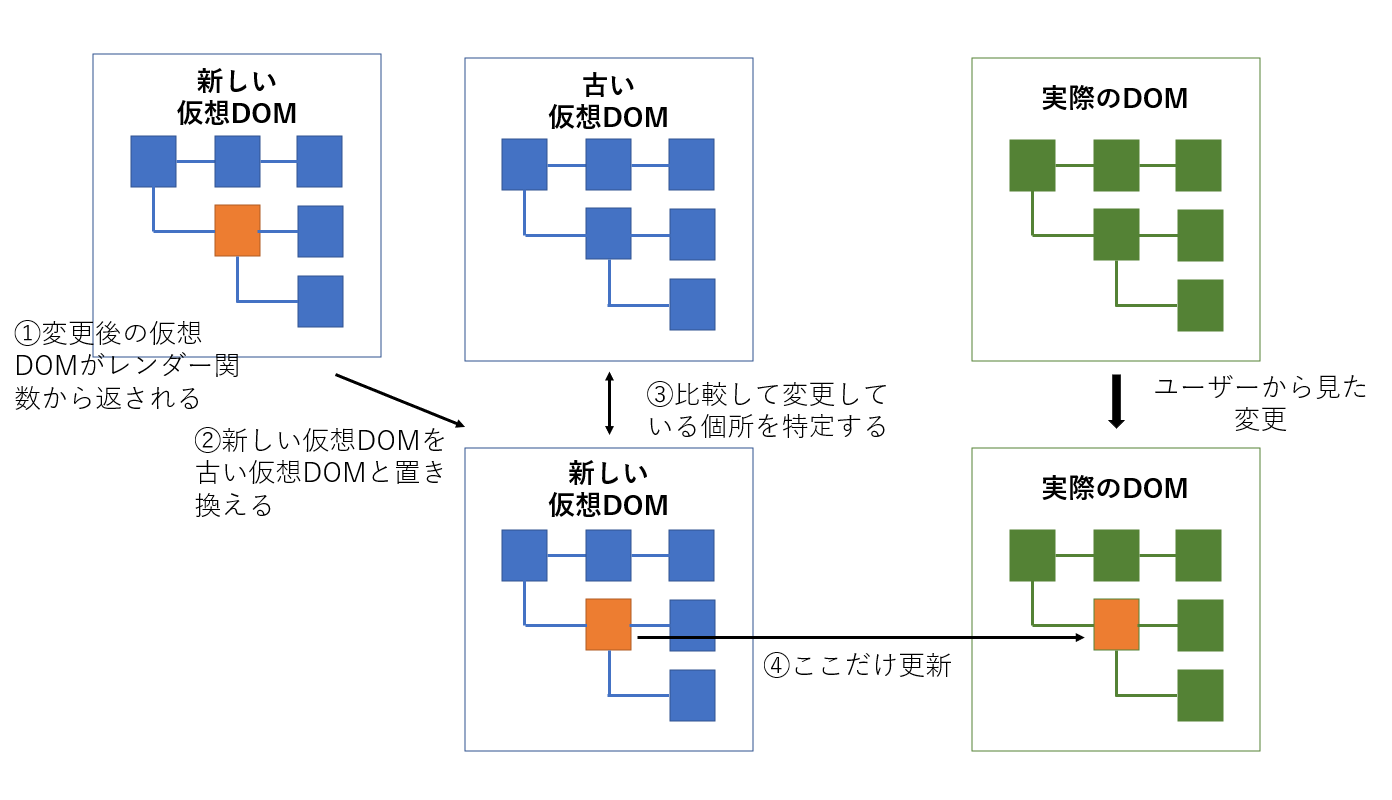 新しい
仮想DOM
古い
仮想DOM
実際のDOM
①変更後の仮想
DOMがレンダー関
数から返される
②新しい仮想DOMを
古い仮想DOMと置き
換える
③比較して変更して
いる個所を特定する
ユーザーから見た
変更
新しい
仮想DOM
実際のDOM
④ここだけ更新